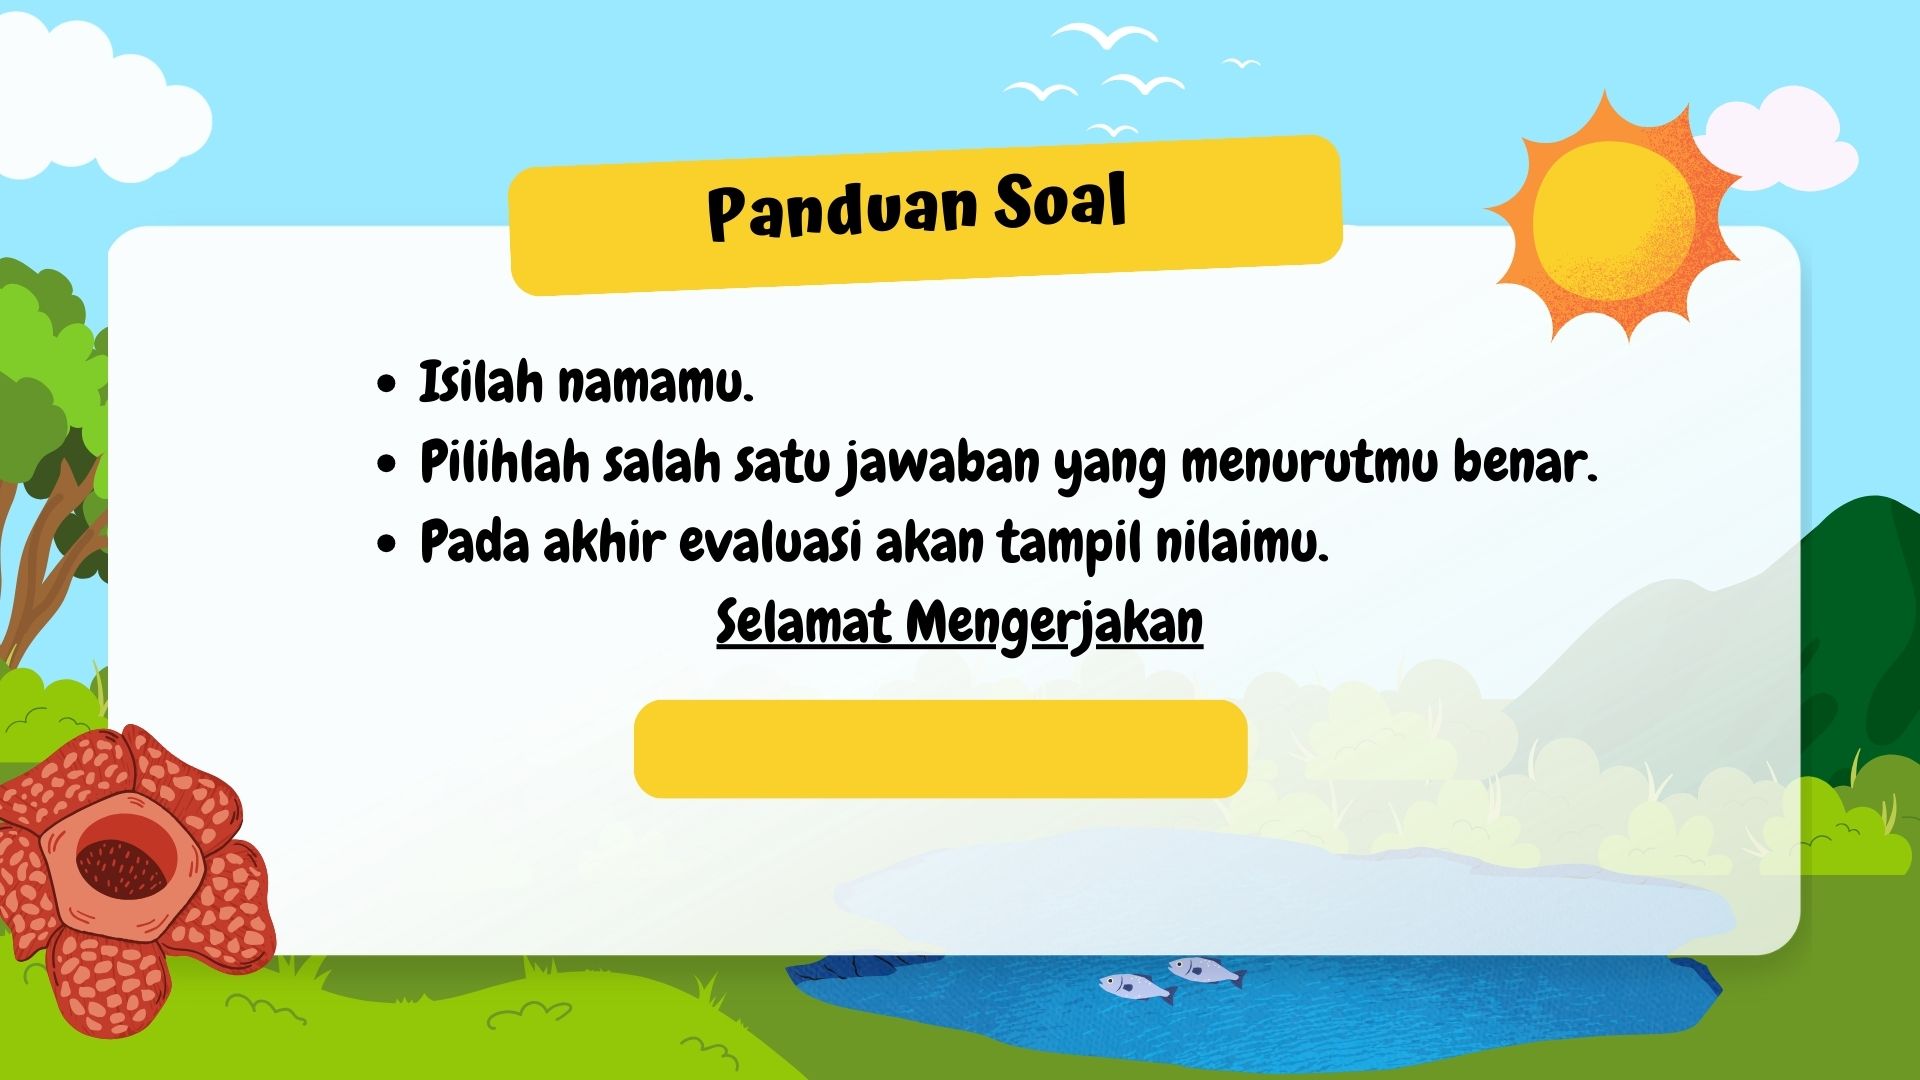 Panduan Soal
• Isilah namamu.
• Pilihlah salah satu jawaban yang menurutmu benar.
• Pada akhir evaluasi akan tampil nilaimu.
Selamat Mengerjakan